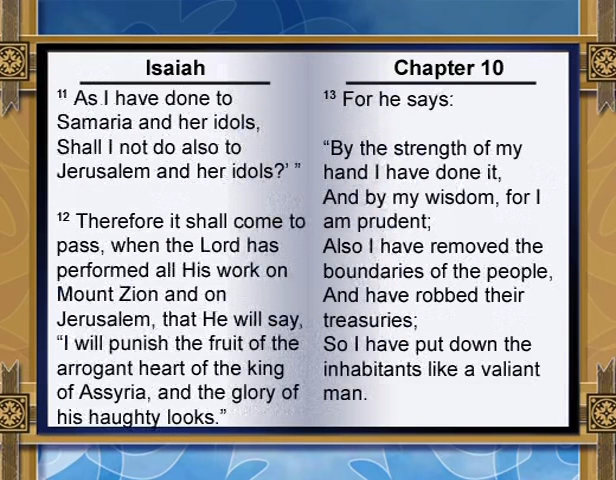 Isaiah
¹¹ As I have done to
Samaria and her idols,
Shall I not do also to
Jerusalem and her idols?’ ”
¹² Therefore it shall come to
pass, when the Lord has
performed all His work on
Mount Zion and on
Jerusalem, that He will say,
“I will punish the fruit of the
arrogant heart of the king
of Assyria, and the glory of
his haughty looks.”
Chapter 10
¹³ For he says:
“By the strength of my
hand I have done it,
And by my wisdom, for I
am prudent;
Also I have removed the
boundaries of the people,
And have robbed their
treasuries;
So I have put down the
inhabitants like a valiant
man.